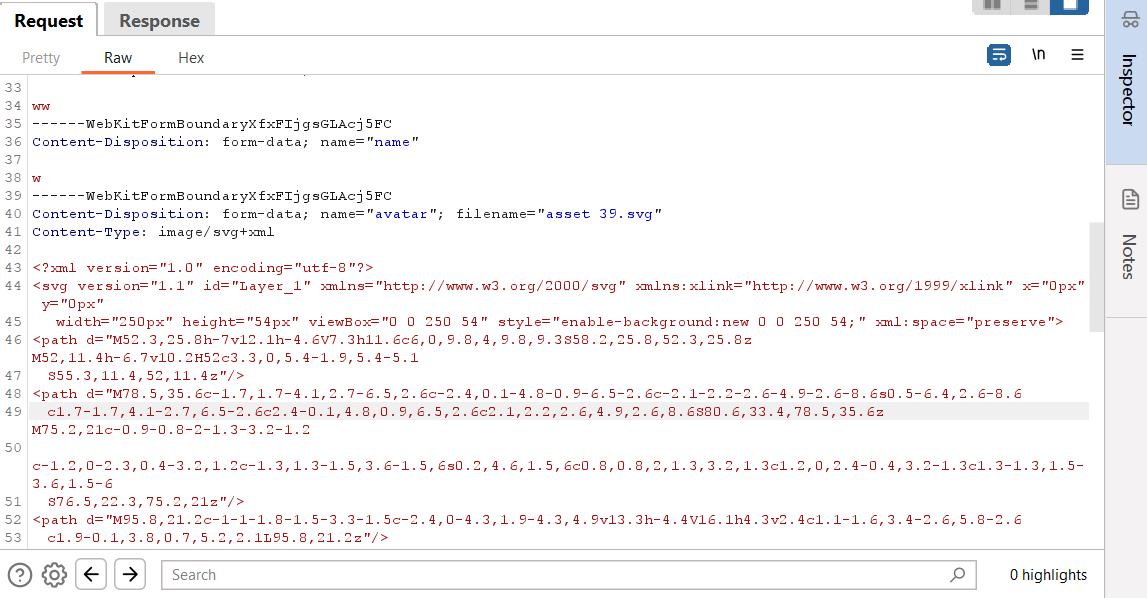 Request Response
Pretty Raw Hex
\n
Inspector
Notes
33
34 ww
35 ------WebKitFormBoundaryXfxFIjgsGLAcj5FC
36 Content-Disposition: form-data; name="name"
37
38 w
39 ------WebKitFormBoundaryXfxFIjgsGLAcj5FC
40 Content-Disposition: form-data; name="avatar"; filename="asset 39.svg"
41 Content-Type: image/svg+xml
42
43 <?xml version="1.0" encoding="utf-8"?>
44 <svg version="1.1" id="Layer_1" xmlns="http://www.w3.org/2000/svg" xmlns:xlink="http://www.w3.org/1999/xlink" x="0px"
y="0px"
45 width="250px" height="54px" viewBox="0 0 250 54" style="enable-background:new 0 0 250 54;" xml:space="preserve">
46 <path d="M52.3,25.8h-7v12.1h-4.6V7.3h11.6c6,0,9.8,4,9.8,9.3S58.2,25.8,52.3,25.8z
M52,11.4h-6.7v10.2H52c3.3,0,5.4-1.9,5.4-5.1
47 S55.3,11.4,52,11.4z"/>
48 <path d="M78.5,35.6c-1.7,1.7-4.1,2.7-6.5,2.6c-2.4,0.1-4.8-0.9-6.5-2.6c-2.1-2.2-2.6-4.9-2.6-8.6s0.5-6.4,2.6-8.6
49 c1.7-1.7,4.1-2.7,6.5-2.6c2.4-0.1,4.8,0.9,6.5,2.6c2.1,2.2,2.6,4.9,2.6,8.6S80.6,33.4,78.5,35.6z
M75.2,21c-0.9-0.8-2-1.3-3.2-1.2
50
c-1.2,0-2.3,0.4-3.2,1.2c-1.3,1.3-1.5,3.6-1.5,6s0.2,4.6,1.5,6c0.8,0.8,2,1.3,3.2,1.3c1.2,0,2.4-0.4,3.2-1.3c1.3-1.3,1.5-
3.6,1.5-6
51 S76.5,22.3,75.2,21z"/>
52 <path d="M95.8,21.2c-1-1-1.8-1.5-3.3-1.5c-2.4,0-4.3,1.9-4.3,4.9v13.3h-4.4V16.1h4.3v2.4c1.1-1.6,3.4-2.6,5.8-2.6
53 c1.9-0.1,3.8,0.7,5.2,2.1L95.8,21.2z"/>
Search
0 highlights